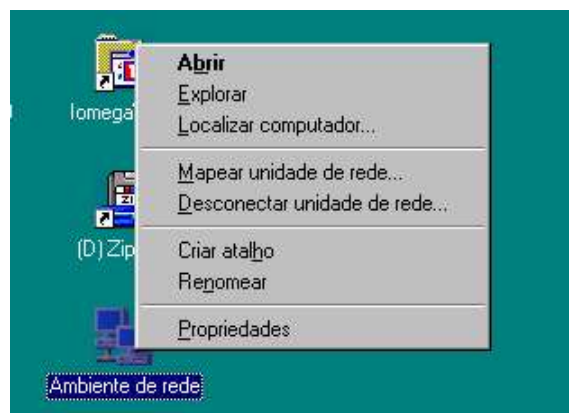 Iomega
(D) Zip
Ambiente de rede
Abrir
Explorar
Localizar computador...
Mapear unidade de rede...
Desconectar unidade de rede...
Criar atalho
Renomear
Propriedades